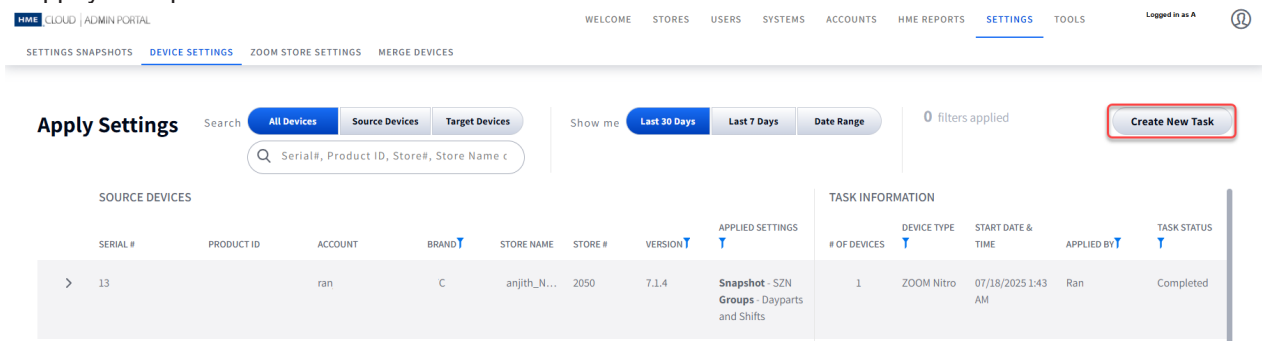 HME CLOUD | ADMIN PORTAL
WELCOME STORES USERS SYSTEMS ACCOUNTS HME REPORTS SETTINGS TOOLS
Logged in as A
SETTINGS SNAPSHOTS DEVICE SETTINGS ZOOM STORE SETTINGS MERGE DEVICES
Apply Settings
Search All Devices Source Devices Target Devices
Show me Last 30 Days Last 7 Days Date Range
0 filters applied
Create New Task
Serial#, Product ID, Store#, Store Name
SOURCE DEVICES TASK INFORMATION
SERIAL # PRODUCT ID ACCOUNT BRAND STORE NAME STORE # VERSION APPLIED SETTINGS # OF DEVICES DEVICE TYPE START DATE & TIME APPLIED BY TASK STATUS
13 ran C anjith_N... 2050 7.1.4 Snapshot - SZN 1 ZOOM Nitro 07/18/2025 1:43 Ran Completed
Groups - Dayparts AM
and Shifts